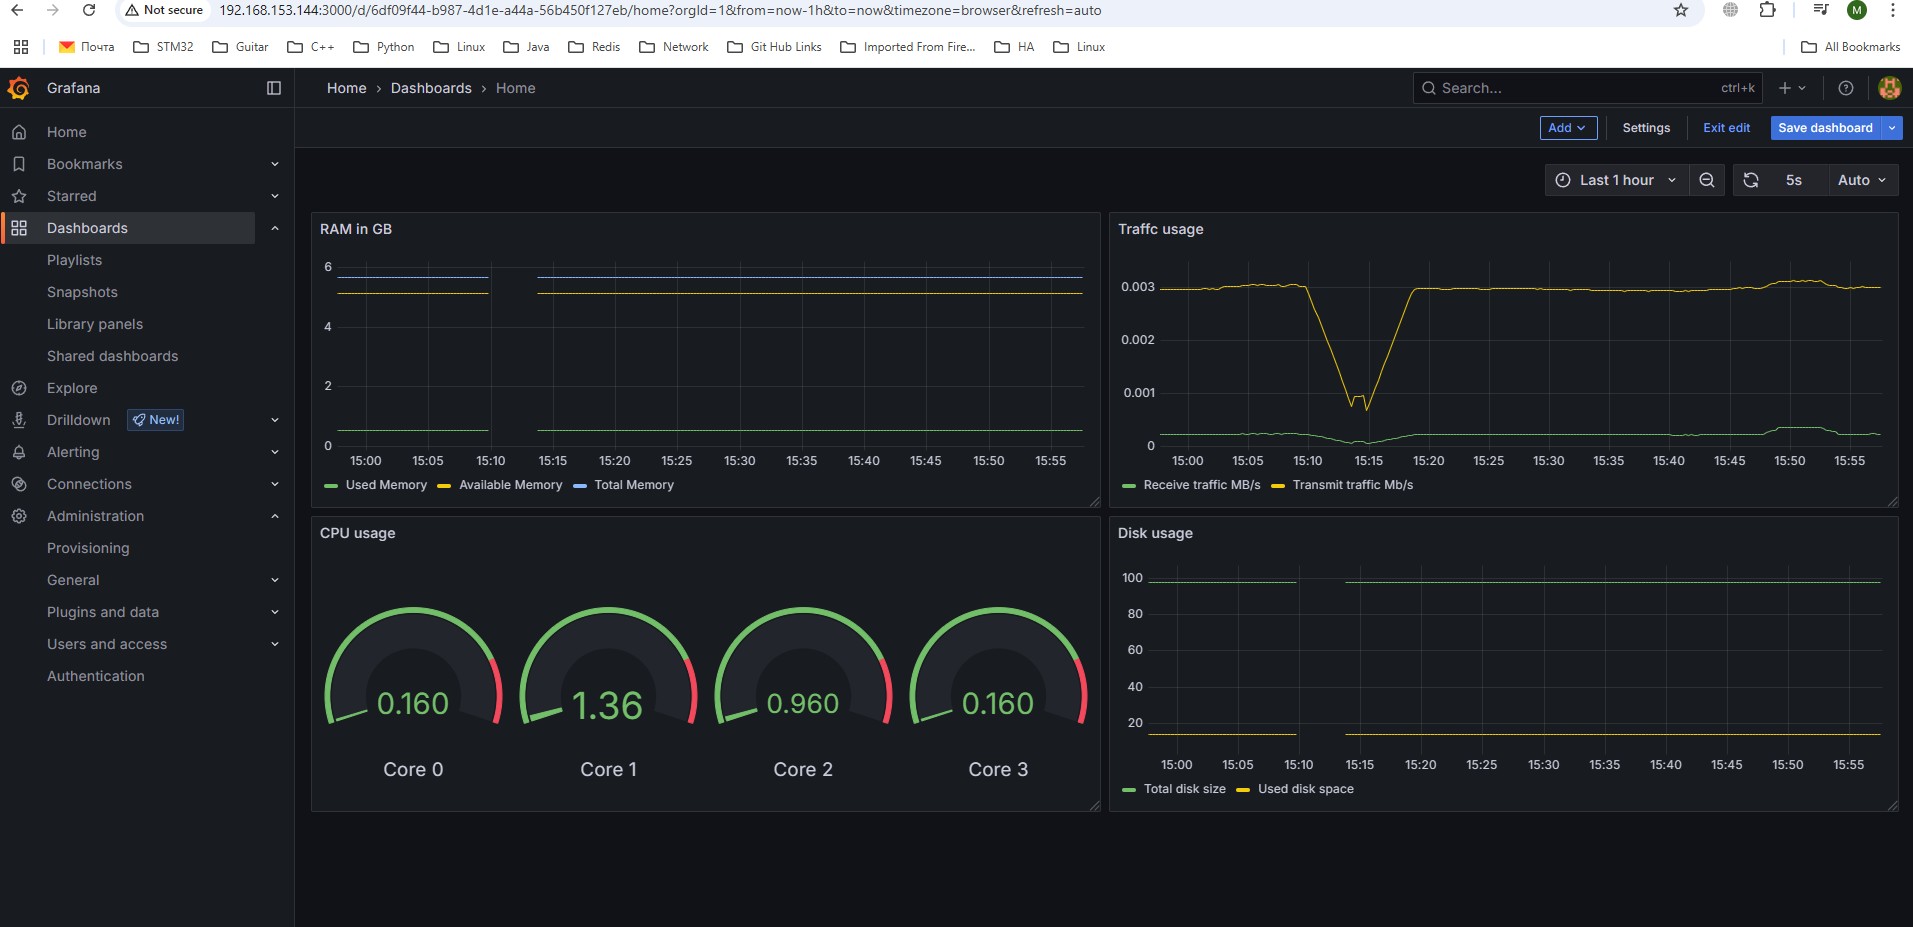 Not secure 192.168.153.144:3000/d/6df09f44-b987-4d1e-a44a-56b450f127eb/home?orgId=1&from=now-1h&to=now&timezone=browser&refresh=auto M
Почта STM32 Guitar C++ Python Linux Java Redis Network Git Hub Links Imported From Fire... HA Linux All Bookmarks
Grafana
Home › Dashboards › Home
Search... ctrl+k
Add Settings Exit edit Save dashboard
Last 1 hour 5s Auto
Home
Bookmarks
Starred
Dashboards
Playlists
Snapshots
Library panels
Shared dashboards
Explore
Drilldown New!
Alerting
Connections
Administration
Provisioning
General
Plugins and data
Users and access
Authentication
RAM in GB
6
4
2
0
15:00 15:05 15:10 15:15 15:20 15:25 15:30 15:35 15:40 15:45 15:50 15:55
Used Memory Available Memory Total Memory
Traffc usage
0.003
0.002
0.001
0
15:00 15:05 15:10 15:15 15:20 15:25 15:30 15:35 15:40 15:45 15:50 15:55
Receive traffic MB/s Transmit traffic Mb/s
CPU usage
0.160 1.36 0.960 0.160
Core 0 Core 1 Core 2 Core 3
Disk usage
100
80
60
40
20
15:00 15:05 15:10 15:15 15:20 15:25 15:30 15:35 15:40 15:45 15:50 15:55
Total disk size Used disk space